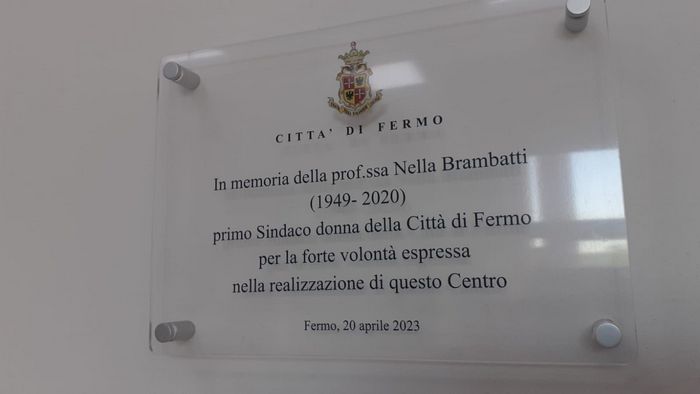 CITTA' DI FERMO
In memoria della prof.ssa Nella Brambatti
(1949- 2020)
primo Sindaco donna della Città di Fermo
per la forte volontà espressa
nella realizzazione di questo Centro
Fermo, 20 aprile 2023